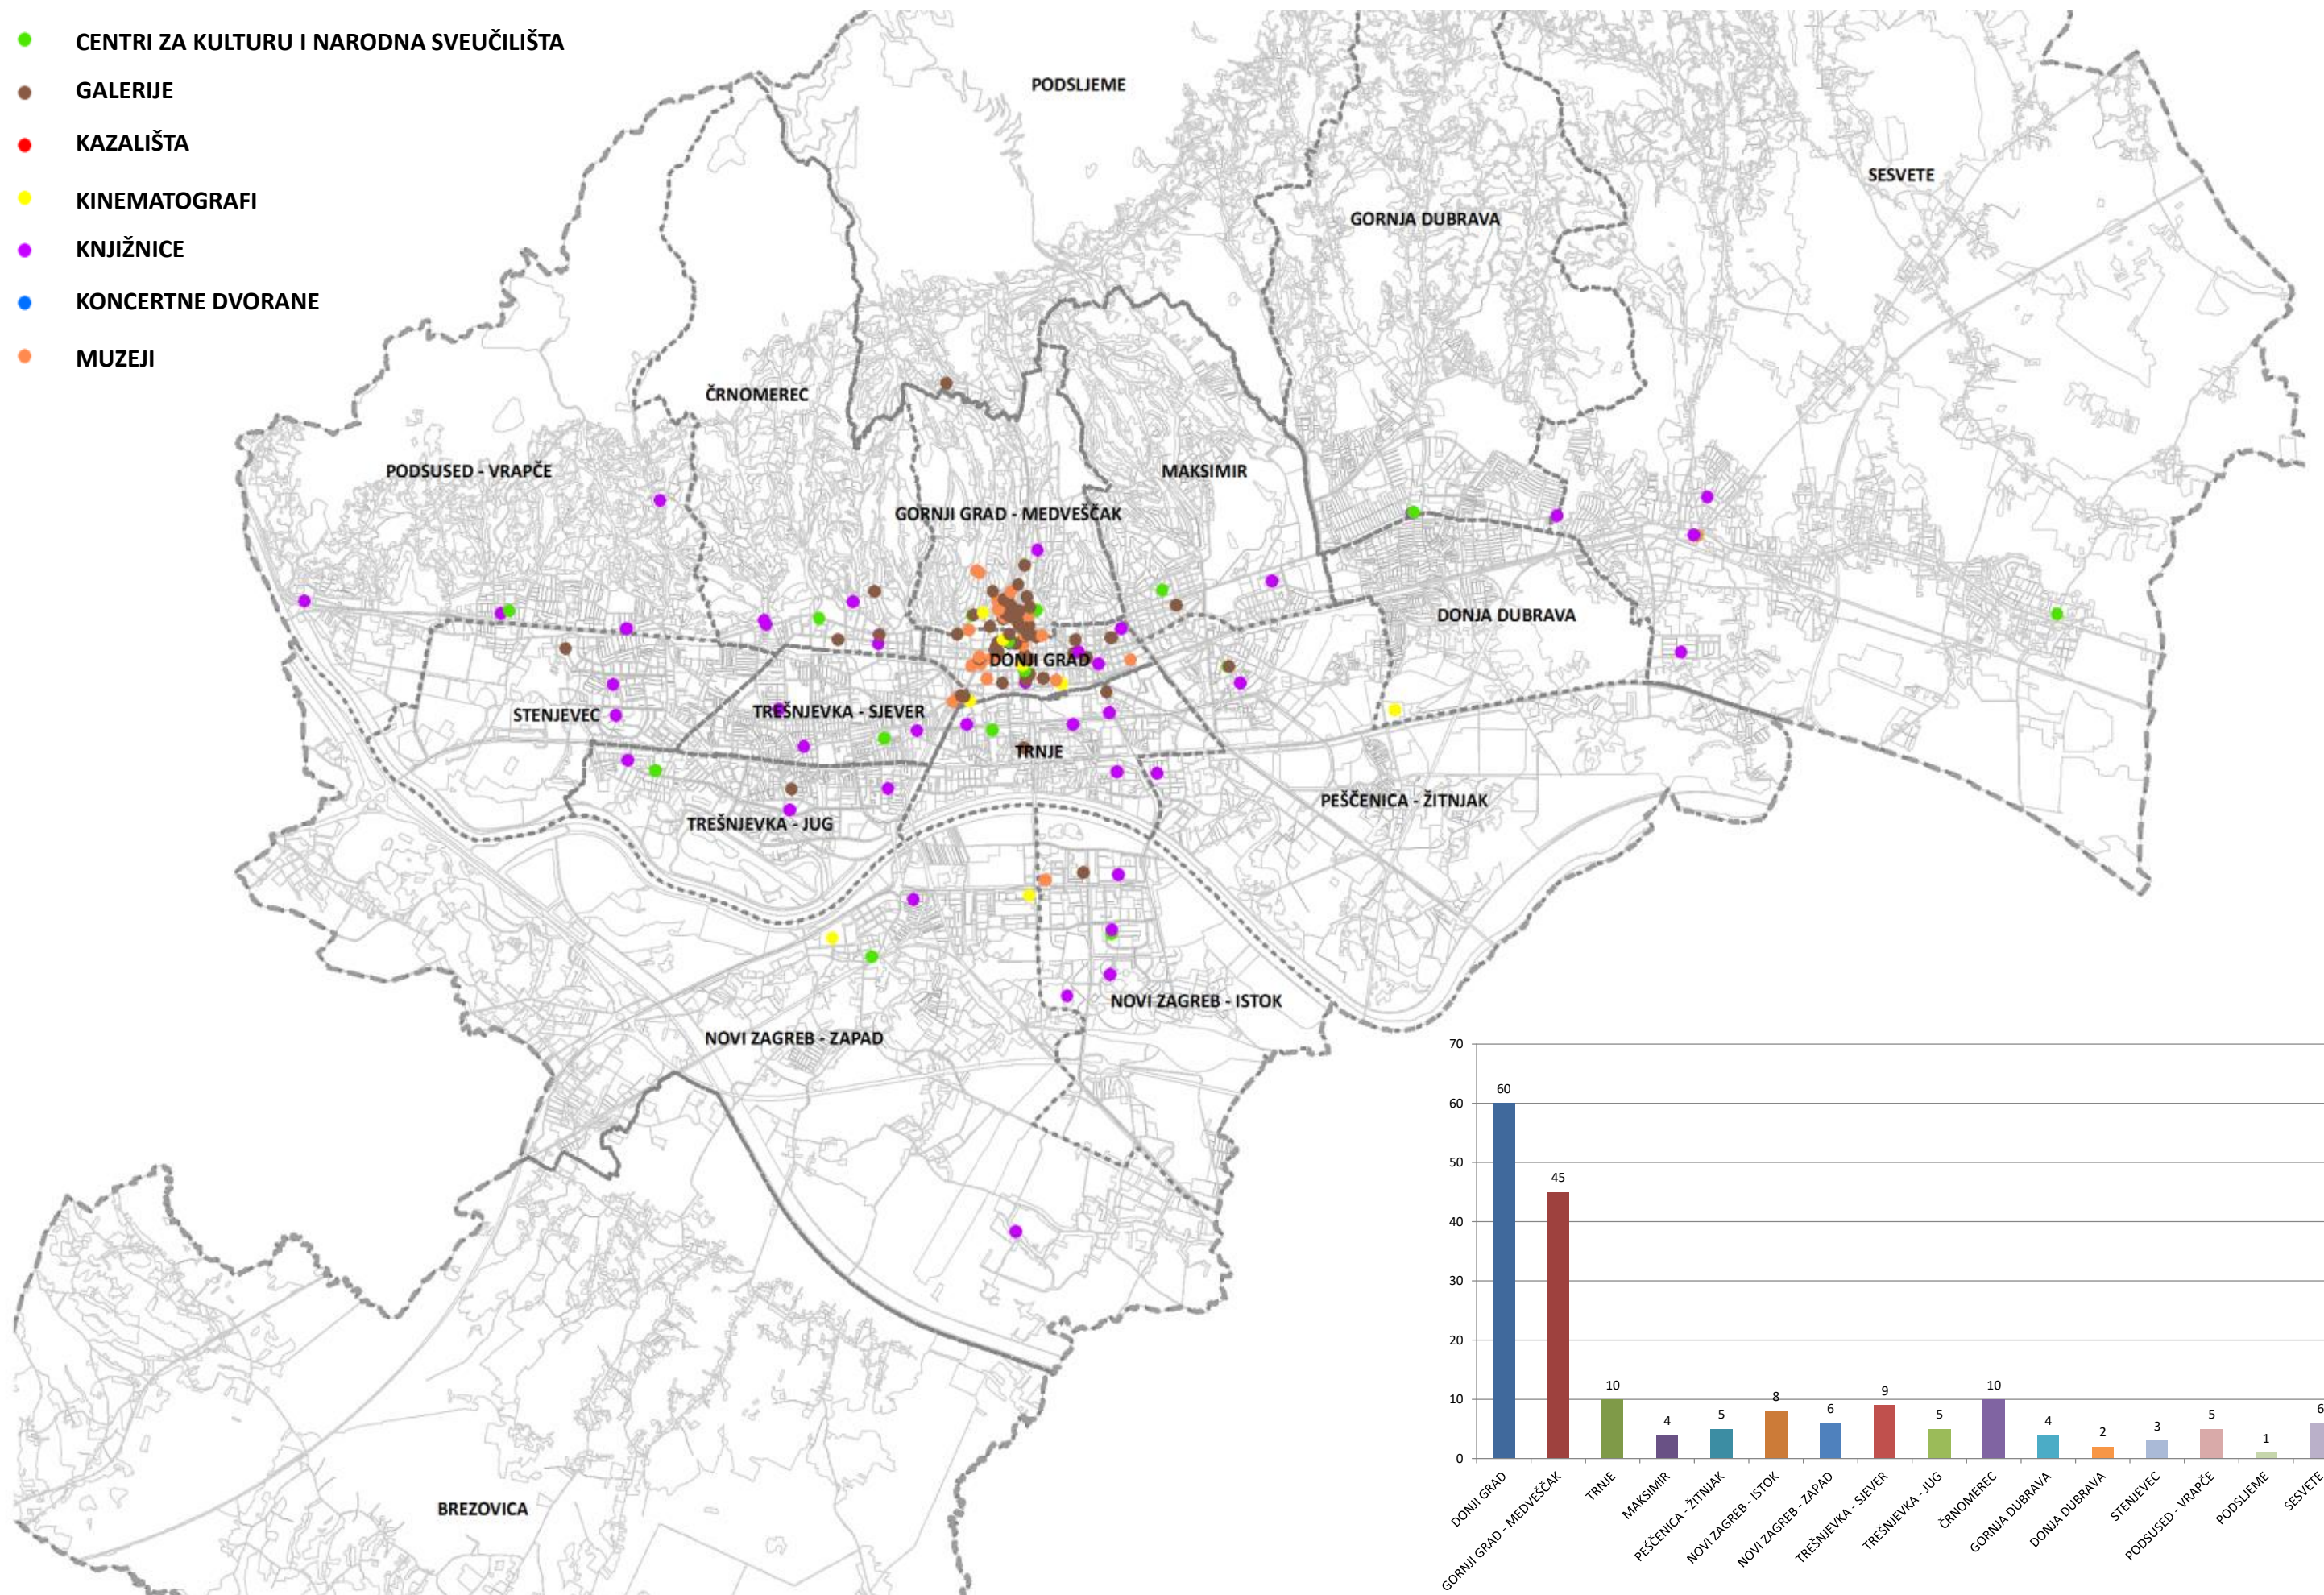 CENTRI ZA KULTURU I NARODNA SVEUČILIŠTA
GALERIJE
KAZALIŠTA
KINEMATOGRAFI
KNJIŽNICE
KONCERTNE DVORANE
MUZEJI
PODSLJEME
SESVETE
GORNJA DUBRAVA
ČRNOMEREC
PODSUSED - VRAPČE
MAKSIMIR
GORNJI GRAD - MEDVEŠČAK
DONJA DUBRAVA
DONJI GRAD
STENJEVEC
TREŠNJEVKA - SJEVER
TRNJE
PEŠČENICA - ŽITNJAK
TREŠNJEVKA - JUG
NOVI ZAGREB - ISTOK
NOVI ZAGREB - ZAPAD
BREZOVICA
70
60
50
40
30
20
10
0
60
45
10
4
5
8
6
9
5
10
4
2
3
5
1
6
DONJI GRAD
GORNJI GRAD - MEDVEŠČAK
TRNJE
MAKSIMIR
PEŠČENICA - ŽITNJAK
NOVI ZAGREB - ISTOK
NOVI ZAGREB - ZAPAD
TREŠNJEVKA - SJEVER
TREŠNJEVKA - JUG
ČRNOMEREC
GORNJA DUBRAVA
DONJA DUBRAVA
STENJEVEC
PODSUSED - VRAPČE
PODSLJEME
SESVETE